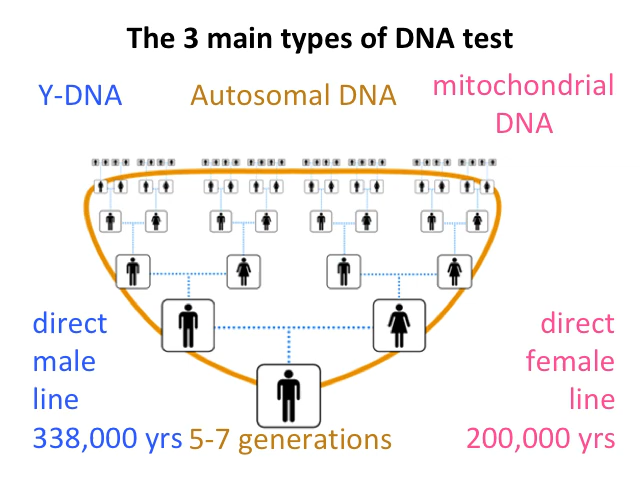 The 3 main types of DNA test
Y-DNA
Autosomal DNA
mitochondrial
DNA
direct
male
line
338,000 yrs
5-7 generations
direct
female
line
200,000 yrs